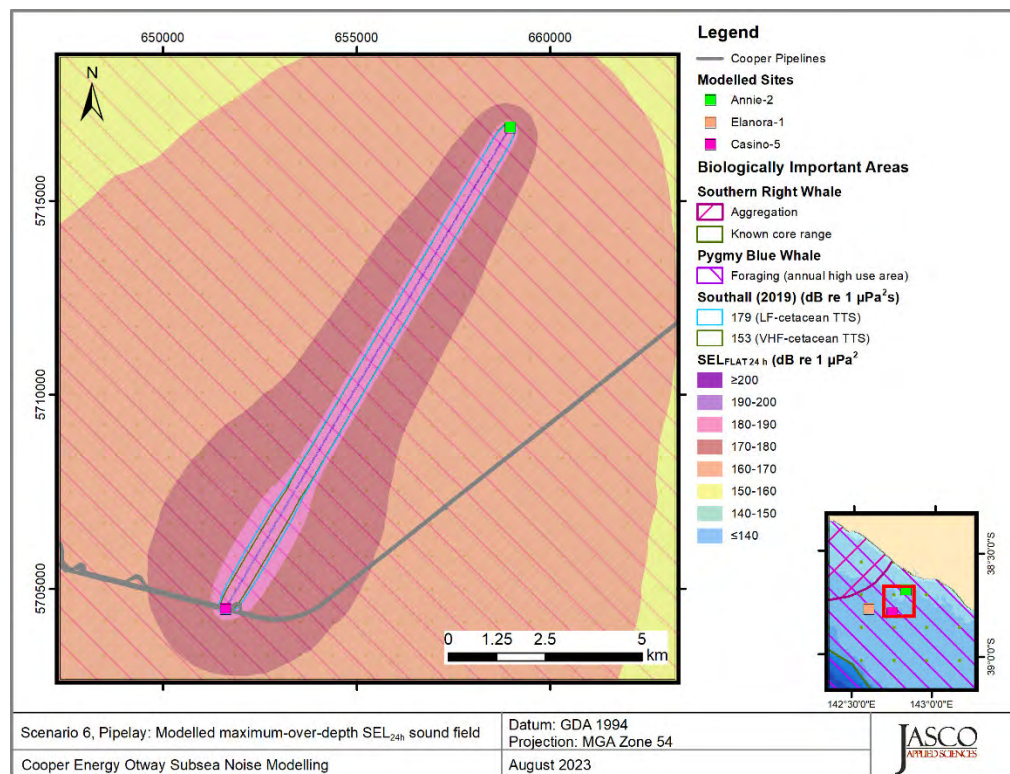 650000 655000 660000
5715000
5710000
5705000
N
0 1.25 2.5 5
km
Legend
Cooper Pipelines
Modelled Sites
Annie-2
Elanora-1
Casino-5
Biologically Important Areas
Southern Right Whale
Aggregation
Known core range
Pygmy Blue Whale
Foraging (annual high use area)
Southall (2019) (dB re 1 µPa²s)
179 (LF-cetacean TTS)
153 (VHF-cetacean TTS)
SELFLAT 24 h (dB re 1 µPa²
≥200
190-200
180-190
170-180
160-170
150-160
140-150
≤140
38°30'S
39°0'S
142°30'0"E 143°0'0"E
Scenario 6, Pipelay: Modelled maximum-over-depth SEL24h sound field
Cooper Energy Otway Subsea Noise Modelling
Datum: GDA 1994
Projection: MGA Zone 54
August 2023
JASCO
APPLIED SCIENCES